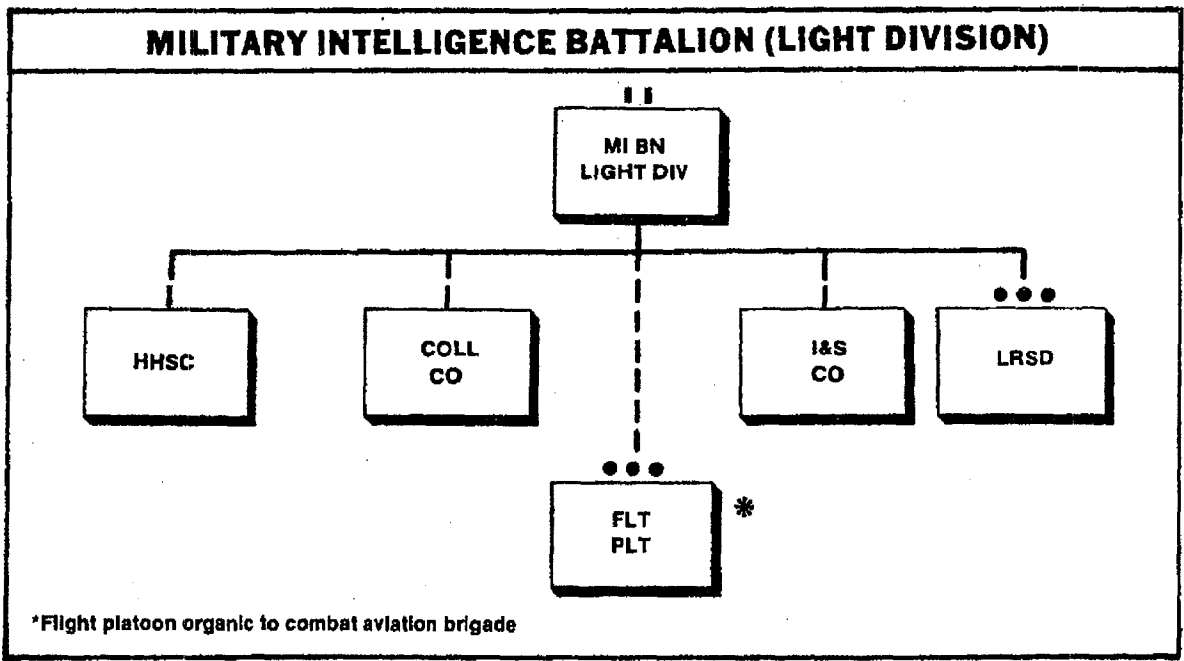 MILITARY INTELLIGENCE BATTALION (LIGHT DIVISION)
MI BN
LIGHT DIV
HHSC
COLL
CO
I&S
CO
LRSD
FLT
PLT
*
*Flight platoon organic to combat aviation brigade